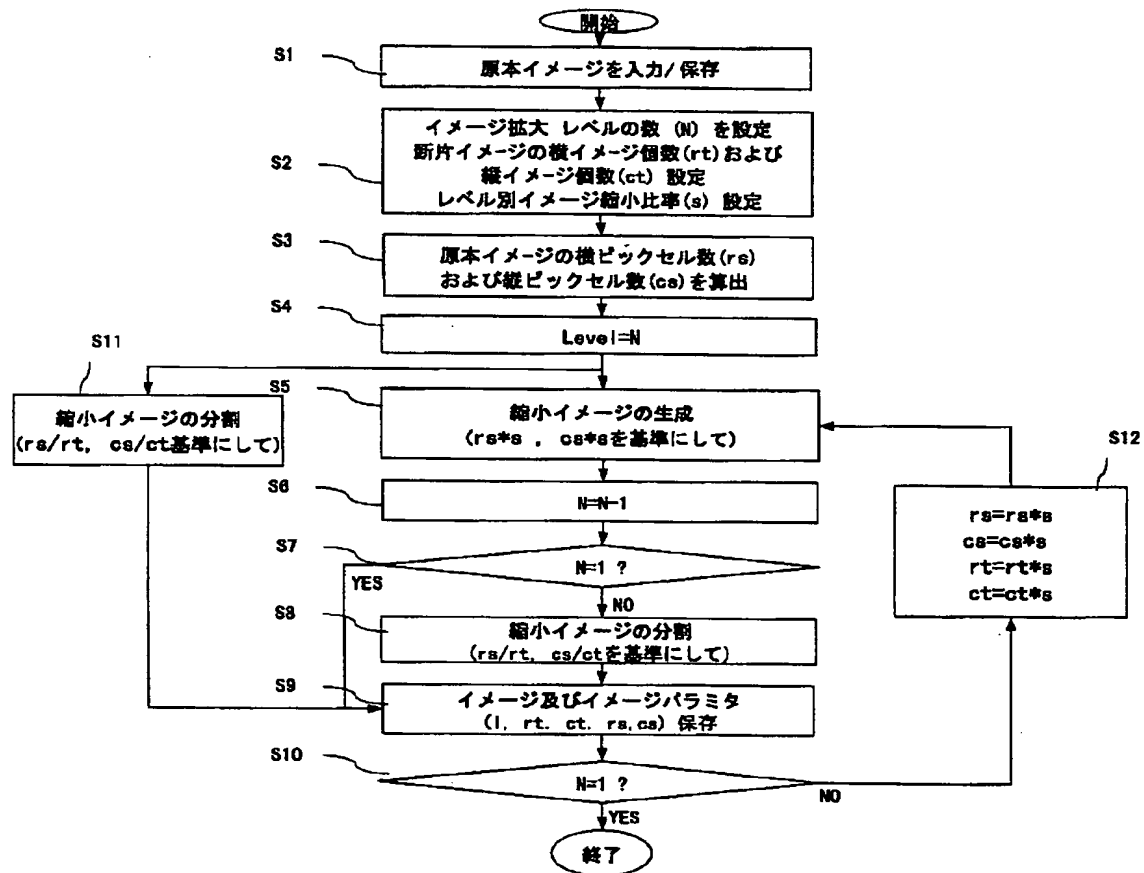 開始
S1
原本イメージを入力/保存
S2
イメージ拡大 レベルの数 (N) を設定
断片イメージの横イメージ個数(rt)および
縦イメージ個数(ct) 設定
レベル別イメージ縮小比率(s) 設定
S3
原本イメージの横ピックセル数(rs)
および縦ピックセル数(cs)を算出
S4
Level=N
S11
縮小イメージの分割
(rs/rt, cs/ct基準にして)
S5
縮小イメージの生成
(rs*s , cs*sを基準にして)
S12
rs=rs*s
cs=cs*s
rt=rt*s
ct=ct*s
S6
N=N-1
S7
N=1 ?
YES
NO
S8
縮小イメージの分割
(rs/rt, cs/ctを基準にして)
S9
イメージ及びイメージパラミタ
(l, rt. ct. rs,cs) 保存
S10
N=1 ?
NO
YES
終了